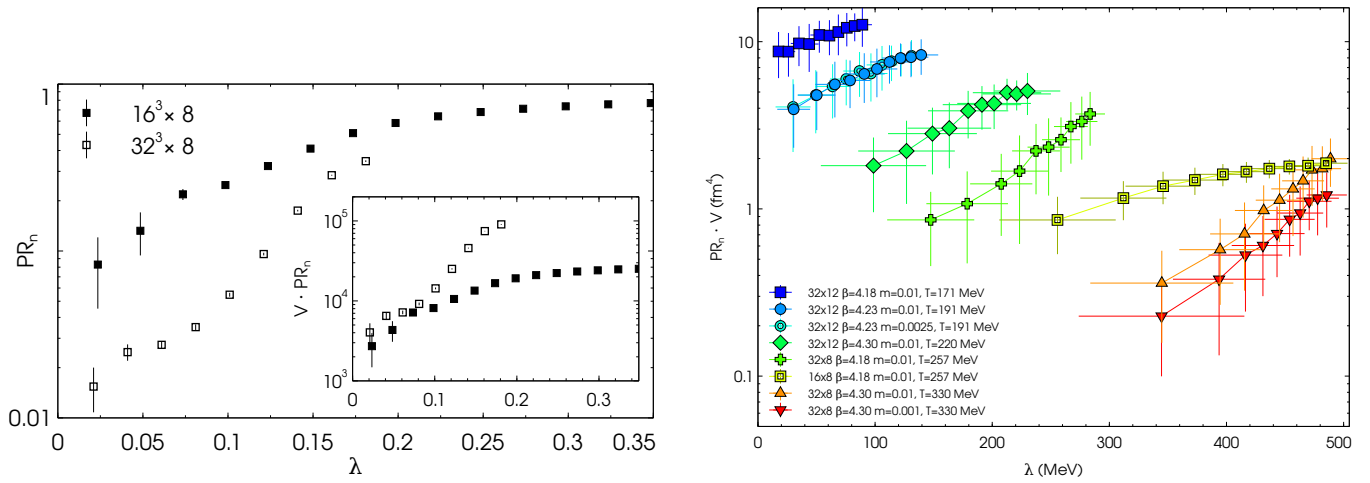 1
0.1
0.01
PR_n
16³ × 8
32³ × 8
10⁵
10⁴
10³
V · PR_n
0 0.1 0.2 0.3
0 0.05 0.1 0.15 0.2 0.25 0.3 0.35
λ
10
1
0.1
PR_n · V (fm⁴)
32x12 β=4.18 m=0.01, T=171 MeV
32x12 β=4.23 m=0.01, T=191 MeV
32x12 β=4.23 m=0.0025, T=191 MeV
32x12 β=4.30 m=0.01, T=220 MeV
32x8 β=4.18 m=0.01, T=257 MeV
16x8 β=4.18 m=0.01, T=257 MeV
32x8 β=4.30 m=0.01, T=330 MeV
32x8 β=4.30 m=0.001, T=330 MeV
0 100 200 300 400 500
λ (MeV)